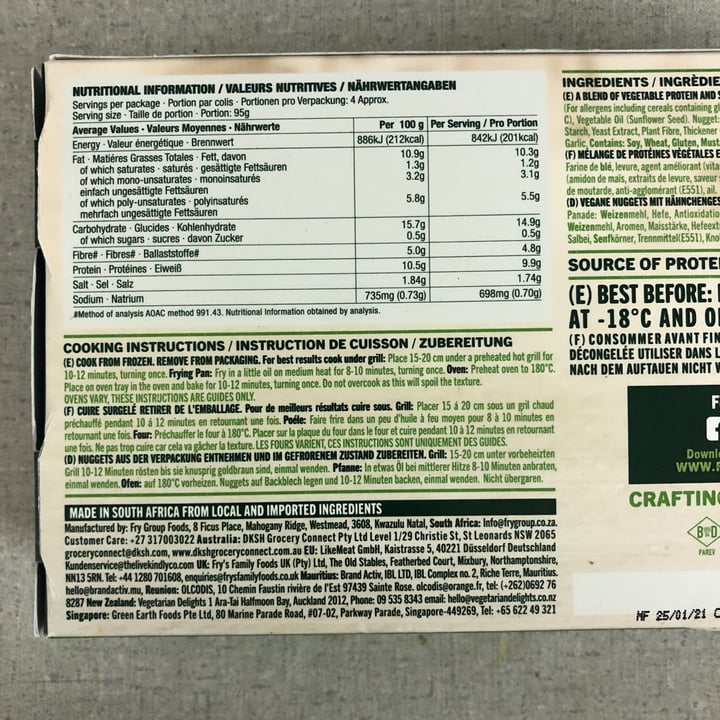 NUTRITIONAL INFORMATION / VALEURS NUTRITIVES / NÄHRWERTANGABEN
Servings per package · Portion par colis · Portionen pro Verpackung: 4 Approx.
Serving size · Taille de portion · Portion: 95g
Average Values · Valeurs Moyennes · Nährwerte Per 100 g Per Serving / Pro Portion
Energy · Valeur énergétique · Brennwert 886kJ (212kcal) 842kJ (201kcal)
Fat · Matiéres Grasses Totales · Fett, davon 10.9g 10.3g
of which saturates · saturés · gesättigte Fettsäuren 1.3g 1.2g
of which mono-unsaturates · monoinsaturés 3.2g 3.1g
einfach ungesättigte Fettsäuren
of which poly-unsaturates · polyinsaturés 5.8g 5.5g
mehrfach ungesättigte Fettsäuren
Carbohydrate · Glucides · Kohlenhydrate 15.7g 14.9g
of which sugars · sucres · davon Zucker 0.5g 0.5g
Fibre# · Fibres# · Ballaststoffe# 5.0g 4.8g
Protein · Protéines · Eiweiß 10.5g 9.9g
Salt · Sel · Salz 1.84g 1.74g
Sodium · Natrium 735mg (0.73g) 698mg (0.70g)
#Method of analysis AOAC method 991.43. Nutritional Information obtained by analysis.
COOKING INSTRUCTIONS / INSTRUCTION DE CUISSON / ZUBEREITUNG
(E) COOK FROM FROZEN. REMOVE FROM PACKAGING. For best results cook under grill: Place 15-20 cm under a preheated hot grill for
10-12 minutes, turning once. Frying Pan: Fry in a little oil on medium heat for 8-10 minutes, turning once. Oven: Preheat oven to 180°C.
Place on oven tray in the oven and bake for 10-12 minutes, turning once. Do not overcook as this will spoil the texture.
OVENS VARY, THESE INSTRUCTIONS ARE GUIDES ONLY.
(F) CUIRE SURGELÉ RETIRER DE L'EMBALLAGE. Pour de meilleurs résultats cuire sous. Grill: Placer 15 á 20 cm sous un gril chaud
préchauffé pendant 10 á 12 minutes en retournant une fois. Poéle: Faire frire dans un peu d'huile à feu moyen pour 8 à 10 minutes en
retournant une fois. Four: Préchauffer le four à 180°C. Placer sur la plaque du four dans le four et cuire pendant 10 à 12 minutes en retournant
une fois. Ne pas trop cuire car cela va gâcher la texture. LES FOURS VARIENT, CES INSTRUCTIONS SONT UNIQUEMENT DES GUIDES.
(D) NUGGETS AUS DER VERPACKUNG ENTNEHMEN UND IM GEFRORENEM ZUSTAND ZUBEREITEN. Grill: 15-20 cm unter vorbeheizten
Grill 10-12 Minuten rösten bis sie knusprig goldbraun sind, einmal wenden. Pfanne: In etwas Öl bei mittlerer Hitze 8-10 Minuten anbraten,
einmal wenden. Ofen: auf 180°C vorheizen. Nuggets auf Backblech legen und 10-12 Minuten backen, einmal wenden. Nicht übergaren.
MADE IN SOUTH AFRICA FROM LOCAL AND IMPORTED INGREDIENTS
Manufactured by: Fry Group Foods, 8 Ficus Place, Mahogany Ridge, Westmead, 3608, Kwazulu Natal, South Africa: Info@frygroup.co.za.
Customer Care: +27 317003022 Australia: DKSH Grocery Connect Pty Ltd Level 1/29 Christie St, St Leonards NSW 2065
groceryconnect@dksh.com, www.dkshgroceryconnect.com.au EU: LikeMeat GmbH, Kaistrasse 5, 40221 Düsseldorf Deutschland
Kundenservice@thelivekindlyco.com UK: Fry's Family Foods UK (Pty) Ltd, The Old Stables, Featherbed Court, Mixbury, Northamptonshire,
NN13 5RN. Tel: +44 1280 701608, enquiries@frysfamilyfoods.co.uk Mauritius: Brand Activ, IBL LTD, IBL Complex no. 2, Riche Terre, Mauritius.
hello@brandactiv.mu, Reunion: OLCODIS, 10 Chemin Faustin rivière de l'Est 97439 Sainte Rose. olcodis@orange.fr, tel: (+262)0692 76
8287 New Zealand: Vegetarian Delights 1 Ara-Tai Halfmoon Bay, Auckland 2012, Phone: 09 535 8343 email: hello@vegetariandelights.co.nz
Singapore: Green Earth Foods Pte Ltd, 80 Marine Parade Road, #07-02, Parkway Parade, Singapore-449269, Tel: +65 622 49 321
INGREDIENTS / INGRÈDIE
(E) A BLEND OF VEGETABLE PROTEIN AND
(For allergens including cereals containing gl
C), Vegetable Oil (Sunflower Seed). Nugget:
Starch, Yeast Extract, Plant Fibre, Thickener
Garlic. Contains: Soy, Wheat, Gluten, Must
(F) MÉLANGE DE PROTÉINES VÉGÉTALES E
Farine de blé, levure, agent améliorant (vita
(amidon de maïs, extraits de levure, saveur
de moutarde, anti-agglomérant (E551), ail.
(D) VEGANE NUGGETS MIT HÄHNCHENGES
Panade: Weizenmehl, Hefe, Antioxidatio
Weizenmehl, Aromen, Maisstärke, Hefeext
Salbei, Senfkörner, Trennmittel(E551), Kno
SOURCE OF PROTEI
(E) BEST BEFORE:
AT -18°C AND O
(F) CONSOMMER AVANT FIN
DÉCONGELÉE UTILISER DANS L
NACH DEM AUFTAUEN NICHT
F
f
Downl
WWW.F
CRAFTING
B D
PAREV
MF 25/01/21